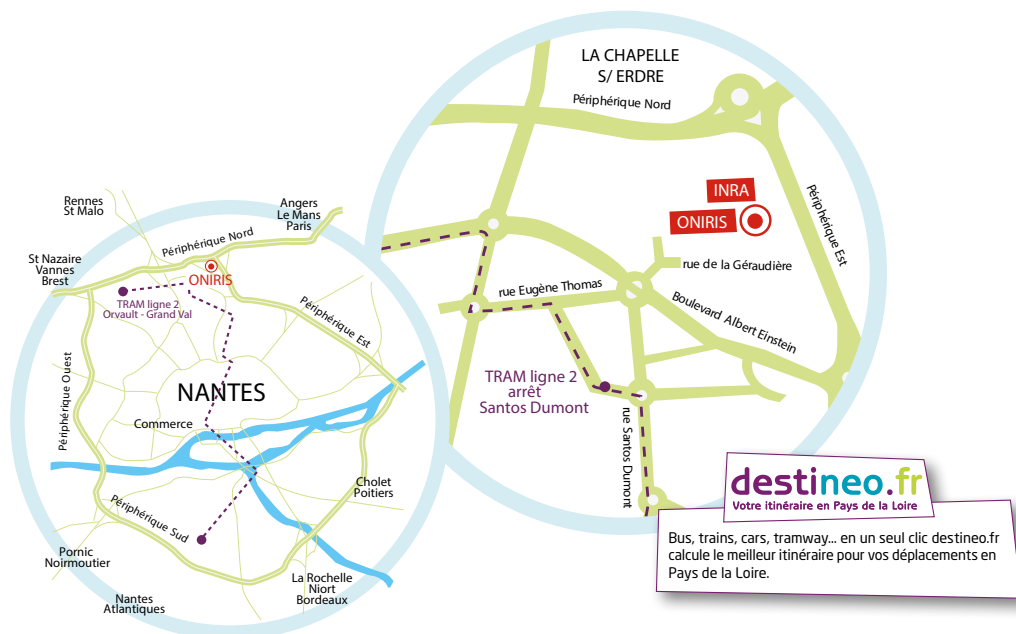 LA CHAPELLE
S/ ERDRE
Périphérique Nord
INRA
ONIRIS
Périphérique Est
rue de la Géraudière
rue Eugène Thomas
Boulevard Albert Einstein
TRAM ligne 2
arrêt
Santos Dumont
rue Santos Dumont
Rennes
St Malo
Angers
Le Mans
Paris
Périphérique Nord
St Nazaire
Vannes
Brest
ONIRIS
TRAM ligne 2
Orvault - Grand Val
Périphérique Est
Périphérique Ouest
NANTES
Commerce
Cholet
Poitiers
Périphérique Sud
Pornic
Noirmoutier
La Rochelle
Niort
Bordeaux
Nantes
Atlantiques
destineo.fr
Votre itinéraire en Pays de la Loire
Bus, trains, cars, tramway... en un seul clic destineo.fr
calcule le meilleur itinéraire pour vos déplacements en
Pays de la Loire.